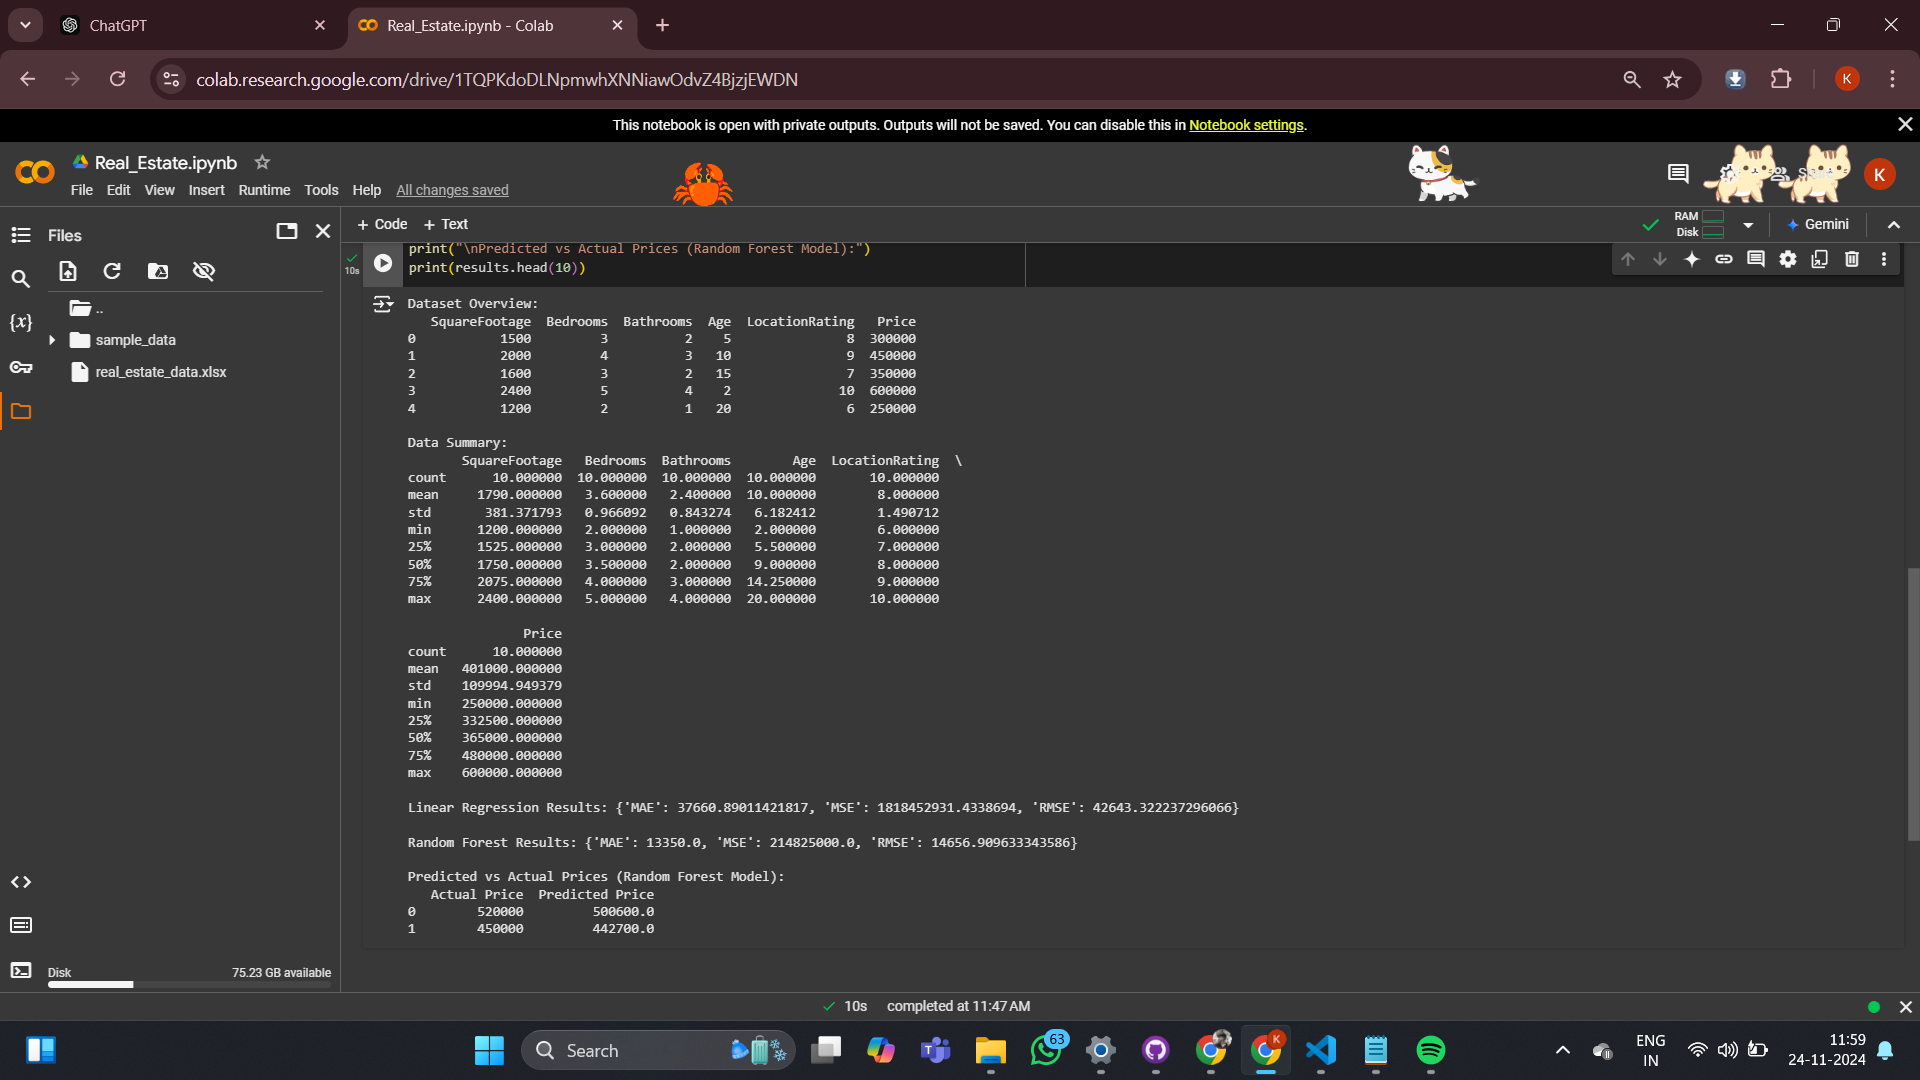 ChatGPT
Real_Estate.ipynb - Colab
colab.research.google.com/drive/1TQPKdoDLNpmwhXNNiawOdvZ4BjzjEWDN
K
This notebook is open with private outputs. Outputs will not be saved. You can disable this in Notebook settings.
Real_Estate.ipynb
File Edit View Insert Runtime Tools Help All changes saved
K
Files
+ Code + Text
RAM
Disk
Gemini
..
sample_data
real_estate_data.xlsx
10s
print("\nPredicted vs Actual Prices (Random Forest Model):")
print(results.head(10))
Dataset Overview:
SquareFootage Bedrooms Bathrooms Age LocationRating Price
0 1500 3 2 5 8 300000
1 2000 4 3 10 9 450000
2 1600 3 2 15 7 350000
3 2400 5 4 2 10 600000
4 1200 2 1 20 6 250000
Data Summary:
SquareFootage Bedrooms Bathrooms Age LocationRating \
count 10.000000 10.000000 10.000000 10.000000 10.000000
mean 1790.000000 3.600000 2.400000 10.000000 8.000000
std 381.371793 0.966092 0.843274 6.182412 1.490712
min 1200.000000 2.000000 1.000000 2.000000 6.000000
25% 1525.000000 3.000000 2.000000 5.500000 7.000000
50% 1750.000000 3.500000 2.000000 9.000000 8.000000
75% 2075.000000 4.000000 3.000000 14.250000 9.000000
max 2400.000000 5.000000 4.000000 20.000000 10.000000
Price
count 10.000000
mean 401000.000000
std 109994.949379
min 250000.000000
25% 332500.000000
50% 365000.000000
75% 480000.000000
max 600000.000000
Linear Regression Results: {'MAE': 37660.89011421817, 'MSE': 1818452931.4338694, 'RMSE': 42643.322237296066}
Random Forest Results: {'MAE': 13350.0, 'MSE': 214825000.0, 'RMSE': 14656.909633343586}
Predicted vs Actual Prices (Random Forest Model):
Actual Price Predicted Price
0 520000 500600.0
1 450000 442700.0
Disk 75.23 GB available
10s completed at 11:47 AM
Search
63
K
ENG
IN
11:59
24-11-2024